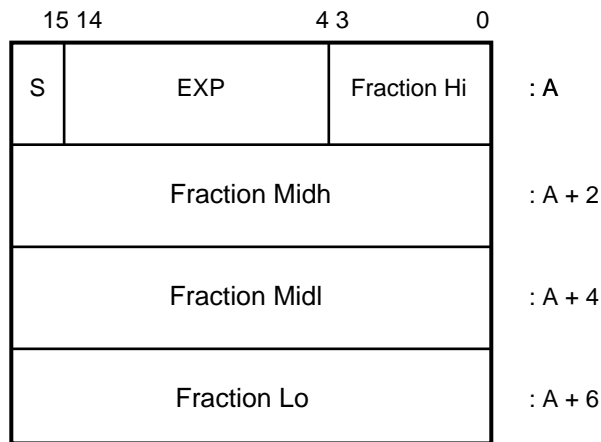 15 14 4 3 0
S EXP Fraction Hi : A
Fraction Midh : A + 2
Fraction Midl : A + 4
Fraction Lo : A + 6